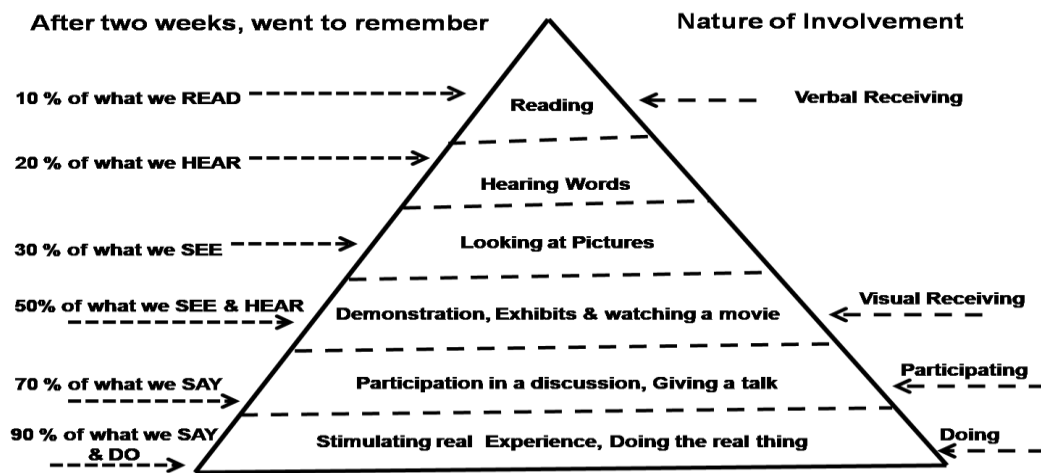 After two weeks, went to remember
Nature of Involvement
10 % of what we READ
Reading
Verbal Receiving
20 % of what we HEAR
Hearing Words
30 % of what we SEE
Looking at Pictures
50% of what we SEE & HEAR
Demonstration, Exhibits & watching a movie
Visual Receiving
70 % of what we SAY
Participation in a discussion, Giving a talk
Participating
90 % of what we SAY
& DO
Stimulating real Experience, Doing the real thing
Doing